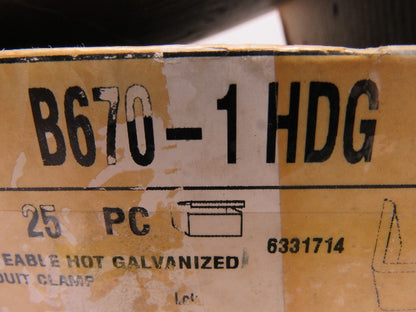 B670-1 HDG
25 PC
6331714
EABLE HOT GALVANIZED
DUIT CLAMP